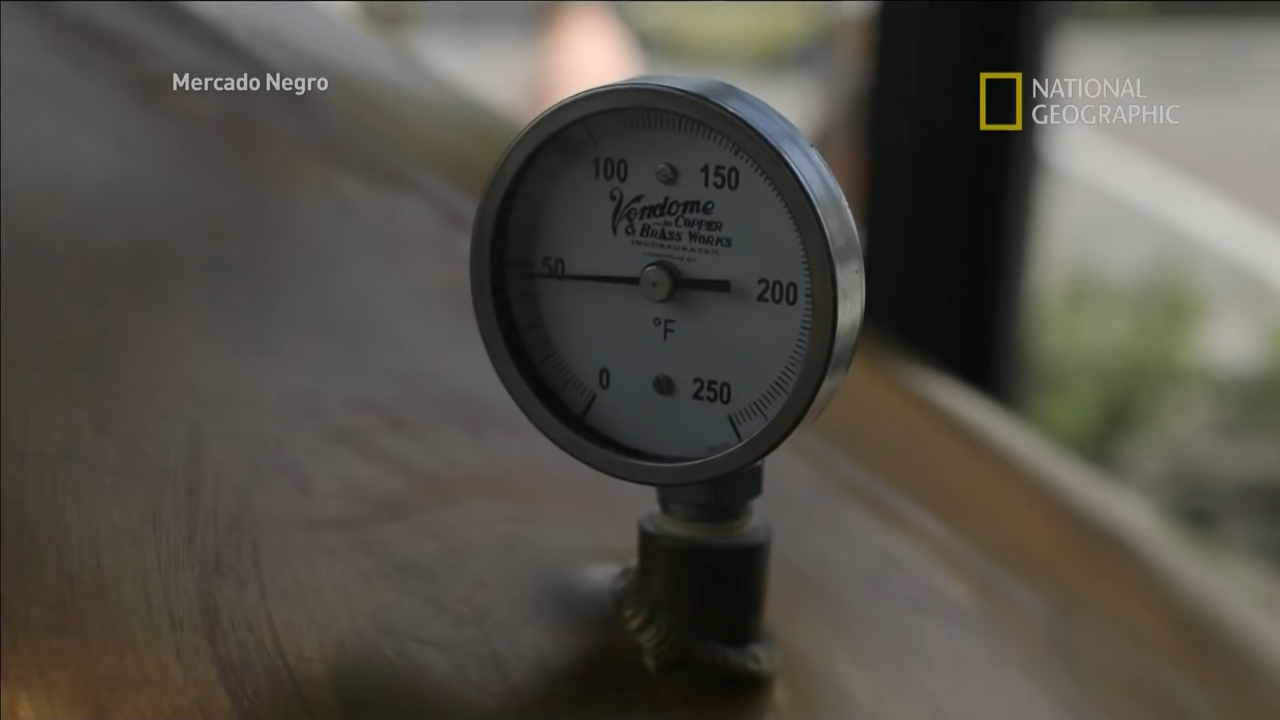 Mercado Negro
NATIONAL
GEOGRAPHIC
100
150
Vendome
COPPER
& BRASS WORKS
INCORPORATED
50
200
°F
0
250